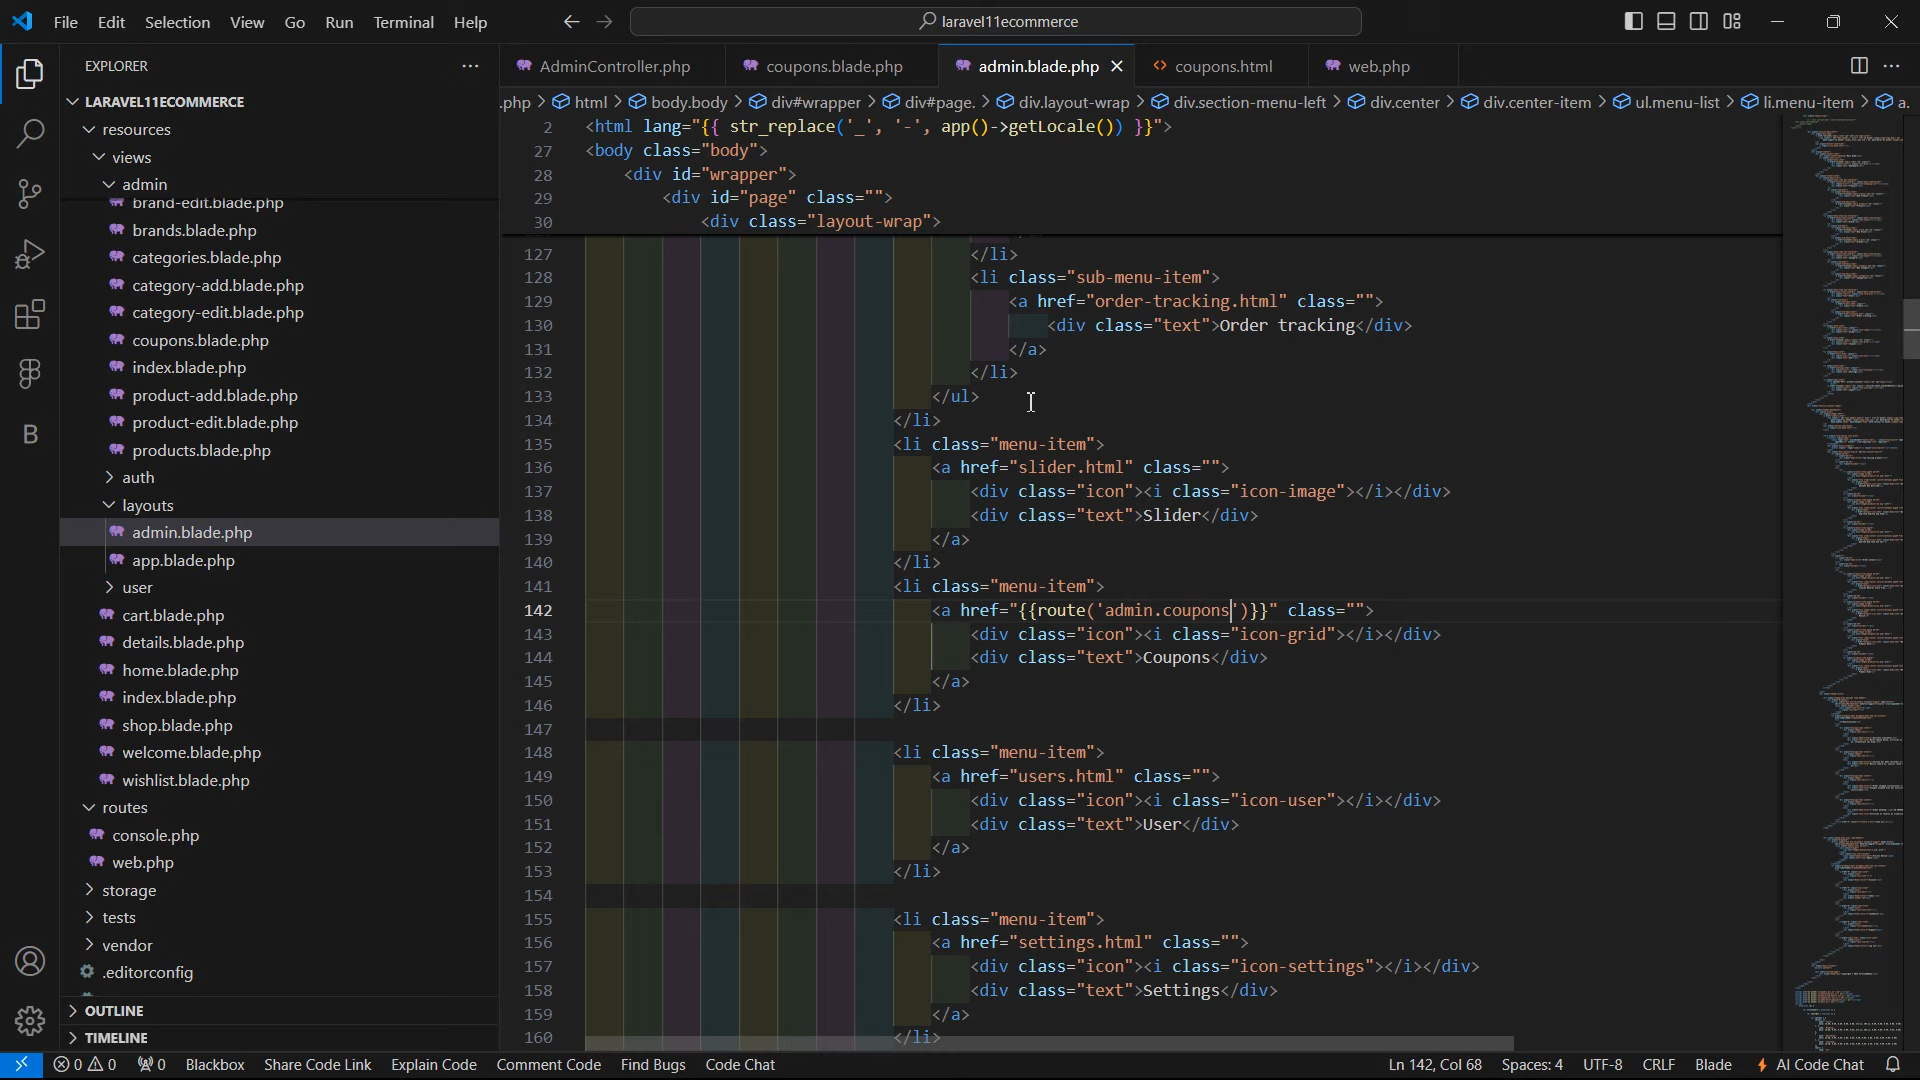 File Edit Selection View Go Run Terminal Help
laravel11ecommerce
EXPLORER
LARAVEL11ECOMMERCE
resources
views
admin
brand-edit.blade.php
brands.blade.php
categories.blade.php
category-add.blade.php
category-edit.blade.php
coupons.blade.php
index.blade.php
product-add.blade.php
product-edit.blade.php
products.blade.php
auth
layouts
admin.blade.php
app.blade.php
user
cart.blade.php
details.blade.php
home.blade.php
index.blade.php
shop.blade.php
welcome.blade.php
wishlist.blade.php
routes
console.php
web.php
storage
tests
vendor
.editorconfig
OUTLINE
TIMELINE
AdminController.php coupons.blade.php admin.blade.php coupons.html web.php
.php > html > body.body > div#wrapper > div#page. > div.layout-wrap > div.section-menu-left > div.center > div.center-item > ul.menu-list > li.menu-item > a.
2 <html lang="{{ str_replace('_', '-', app()->getLocale()) }}">
27 <body class="body">
28 <div id="wrapper">
29 <div id="page" class="">
30 <div class="layout-wrap">
127 </li>
128 <li class="sub-menu-item">
129 <a href="order-tracking.html" class="">
130 <div class="text">Order tracking</div>
131 </a>
132 </li>
133 </ul>
134 </li>
135 <li class="menu-item">
136 <a href="slider.html" class="">
137 <div class="icon"><i class="icon-image"></i></div>
138 <div class="text">Slider</div>
139 </a>
140 </li>
141 <li class="menu-item">
142 <a href="{{route('admin.coupons')}}" class="">
143 <div class="icon"><i class="icon-grid"></i></div>
144 <div class="text">Coupons</div>
145 </a>
146 </li>
147
148 <li class="menu-item">
149 <a href="users.html" class="">
150 <div class="icon"><i class="icon-user"></i></div>
151 <div class="text">User</div>
152 </a>
153 </li>
154
155 <li class="menu-item">
156 <a href="settings.html" class="">
157 <div class="icon"><i class="icon-settings"></i></div>
158 <div class="text">Settings</div>
159 </a>
160 </li>
0 0 0 Blackbox Share Code Link Explain Code Comment Code Find Bugs Code Chat Ln 142, Col 68 Spaces: 4 UTF-8 CRLF Blade AI Code Chat